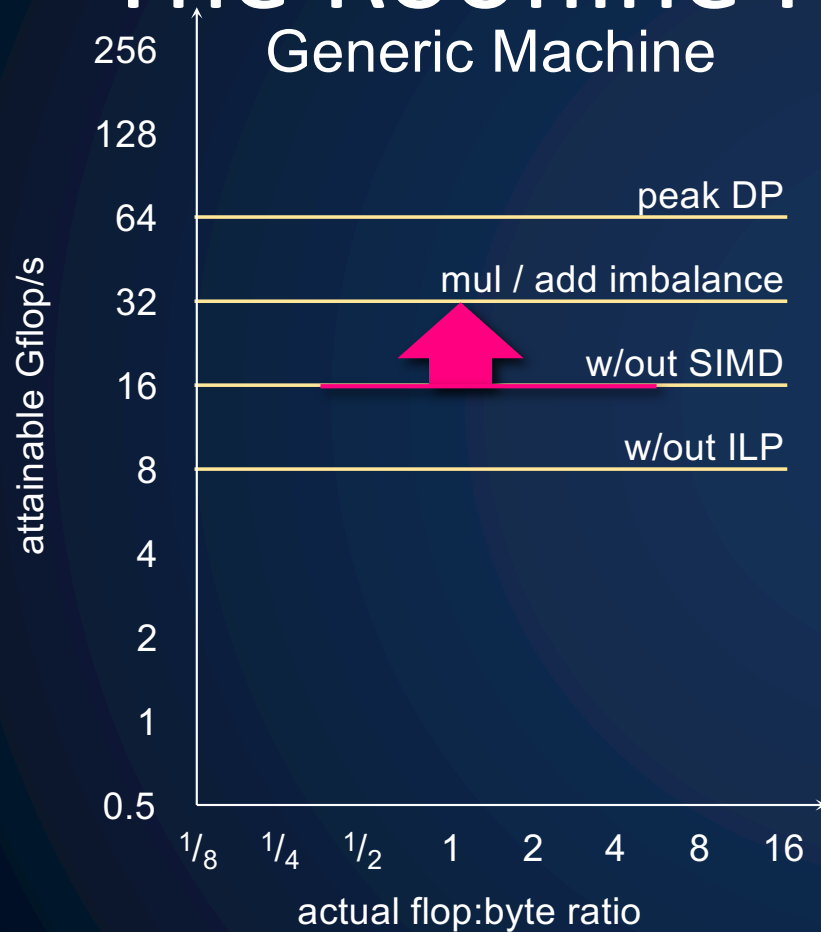 Generic Machine
256
128
64
32
16
8
4
2
1
0.5
attainable Gflop/s
peak DP
mul / add imbalance
w/out SIMD
w/out ILP
1/8 1/4 1/2 1 2 4 8 16
actual flop:byte ratio